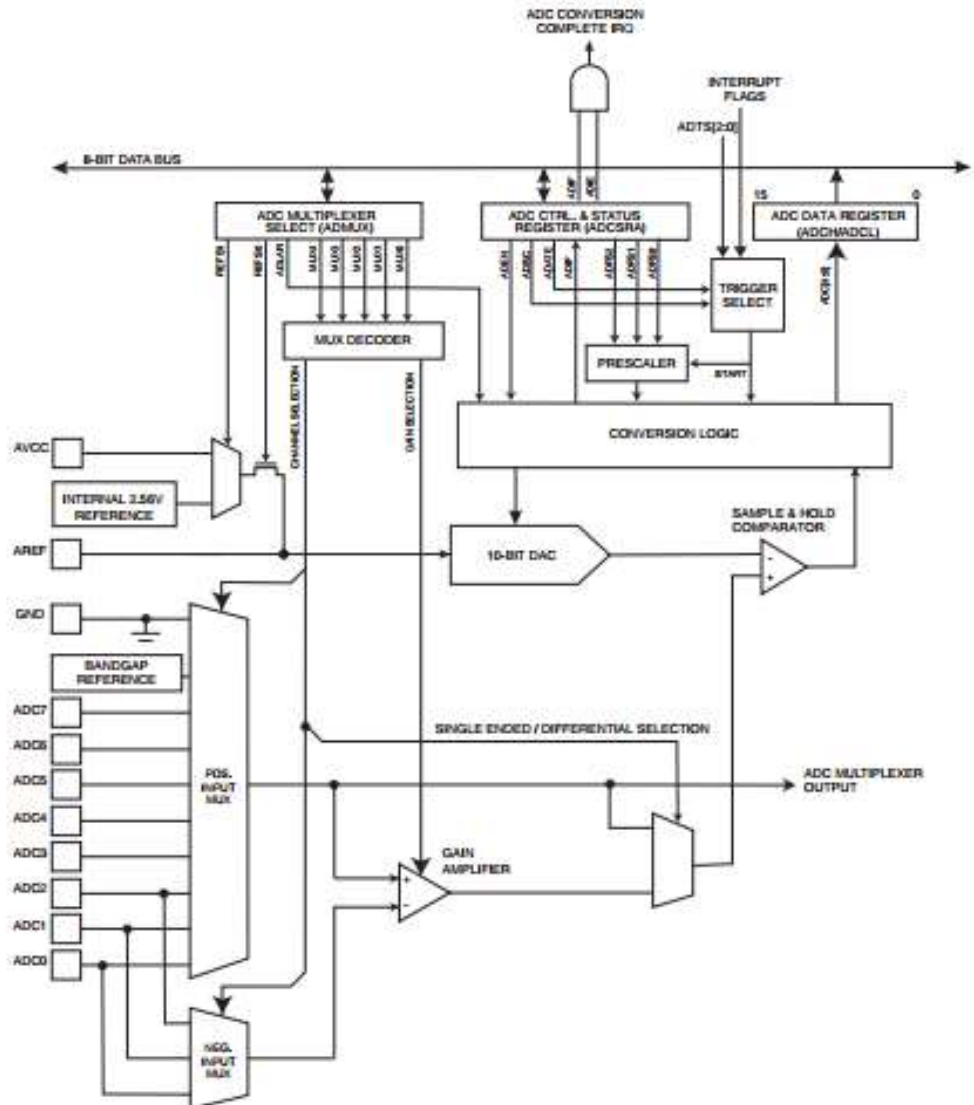 ADC CONVERSION
COMPLETE IRQ
INTERRUPT
FLAGS
ADTS[2:0]
8-BIT DATA BUS
ADIF
ADIE
15
0
ADC MULTIPLEXER
SELECT (ADMUX)
ADC CTRL. & STATUS
REGISTER (ADCSRA)
ADC DATA REGISTER
(ADCH/ADCL)
REFS1
REFS0
ADLAR
MUX4
MUX3
MUX2
MUX1
MUX0
ADEN
ADSC
ADATE
ADIF
ADPS2
ADPS1
ADPS0
ADC[9:0]
TRIGGER
SELECT
MUX DECODER
PRESCALER
START
CHANNEL SELECTION
GAIN SELECTION
CONVERSION LOGIC
AVCC
INTERNAL 2.56V
REFERENCE
SAMPLE & HOLD
COMPARATOR
AREF
10-BIT DAC
-
+
GND
BANDGAP
REFERENCE
ADC7
SINGLE ENDED / DIFFERENTIAL SELECTION
ADC6
ADC5
POS.
INPUT
MUX
ADC MULTIPLEXER
OUTPUT
ADC4
ADC3
GAIN
AMPLIFIER
+
-
ADC2
ADC1
ADC0
NEG.
INPUT
MUX